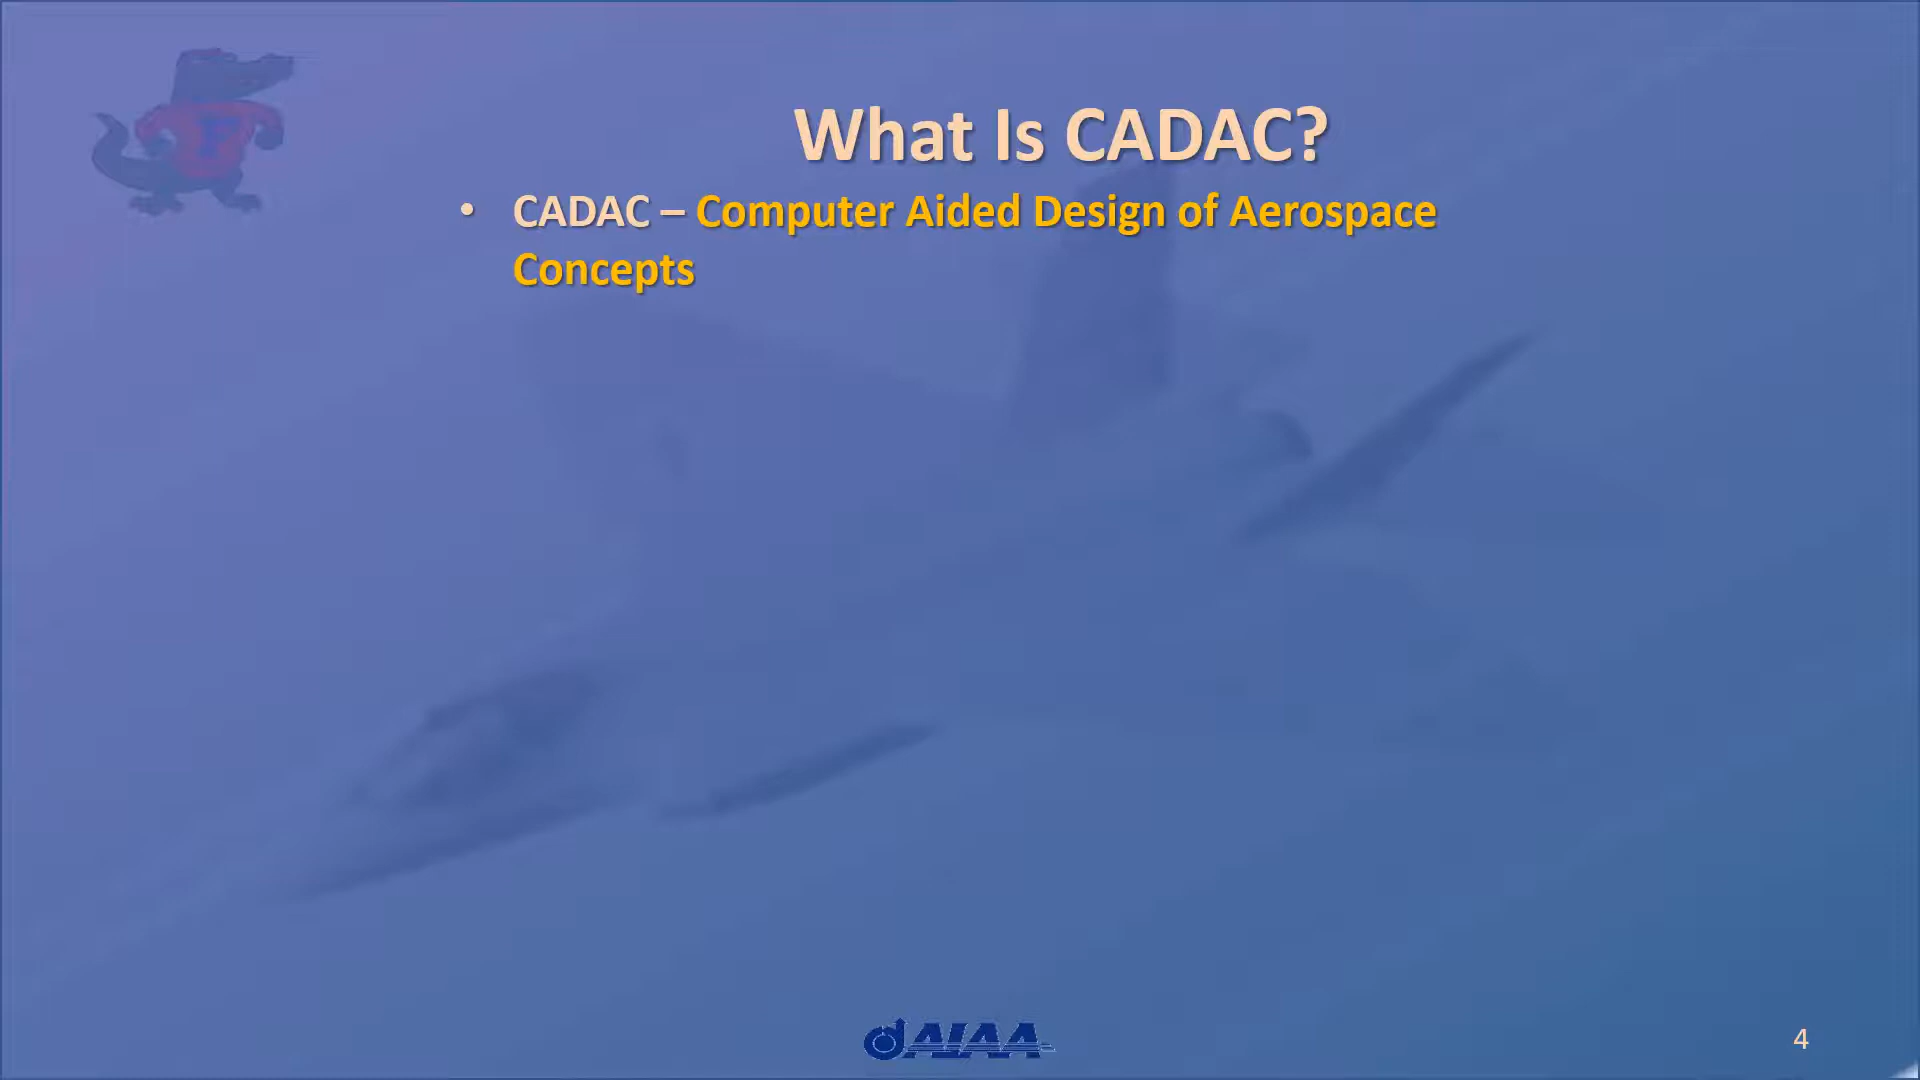 What Is CADAC?
• CADAC – Computer Aided Design of Aerospace
Concepts
F
AIAA
4